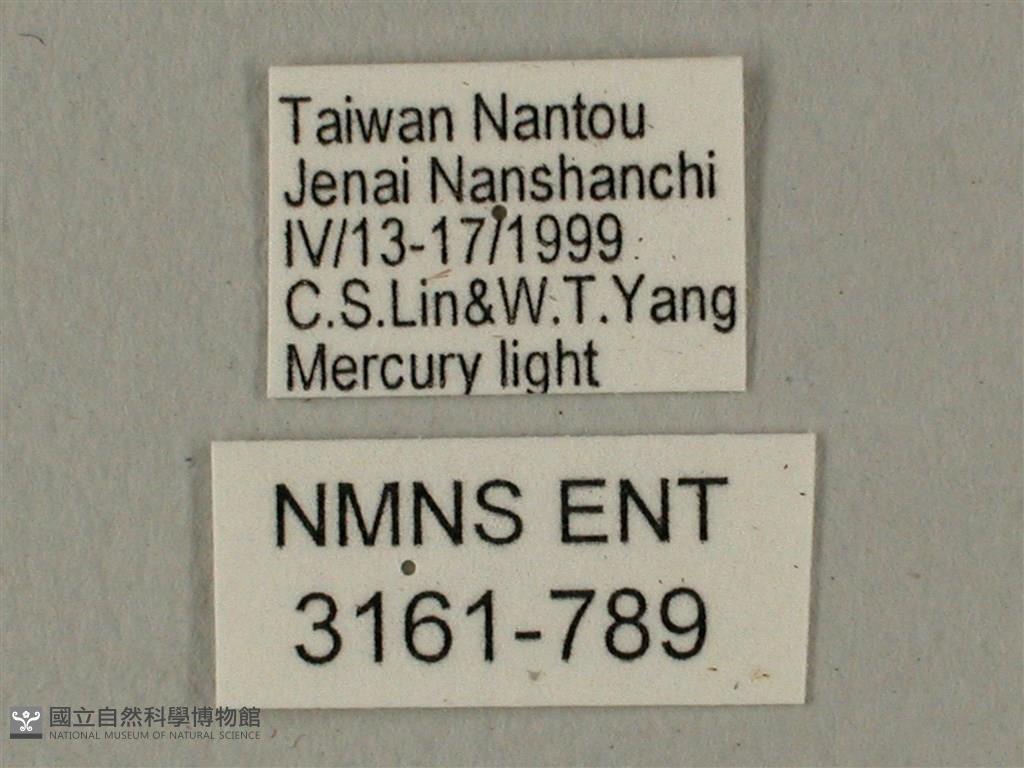 Taiwan Nantou
Jenai Nanshanchi
IV/13-17/1999
C.S.Lin&W.T.Yang
Mercury light
NMNS ENT
3161-789
國立自然科學博物館
NATIONAL MUSEUM OF NATURAL SCIENCE